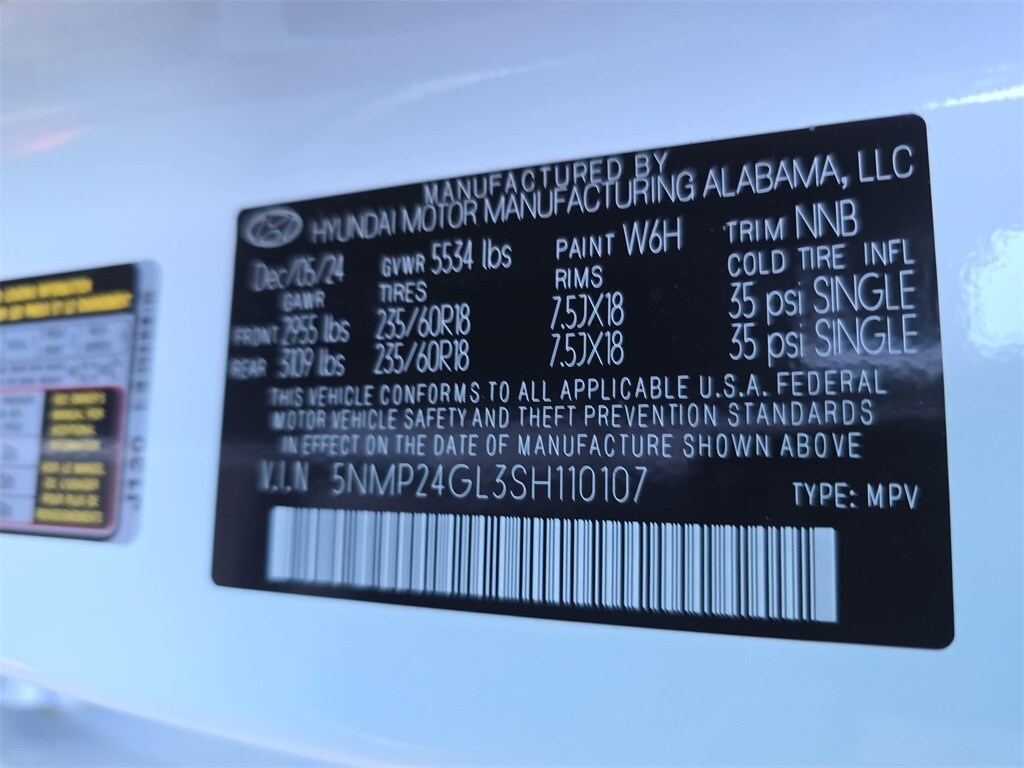 MANUFACTURED BY
HYUNDAI MOTOR MANUFACTURING ALABAMA, LLC
Dec/05/24 GVWR 5534 lbs PAINT W6H TRIM NNB
GAWR TIRES RIMS COLD TIRE INFL
FRONT 2955 lbs 235/60R18 7.5JX18 35 psi SINGLE
REAR 3109 lbs 235/60R18 7.5JX18 35 psi SINGLE
THIS VEHICLE CONFORMS TO ALL APPLICABLE U.S.A. FEDERAL
MOTOR VEHICLE SAFETY AND THEFT PREVENTION STANDARDS
IN EFFECT ON THE DATE OF MANUFACTURE SHOWN ABOVE
V.I.N 5NMP24GL3SH110107 TYPE: MPV